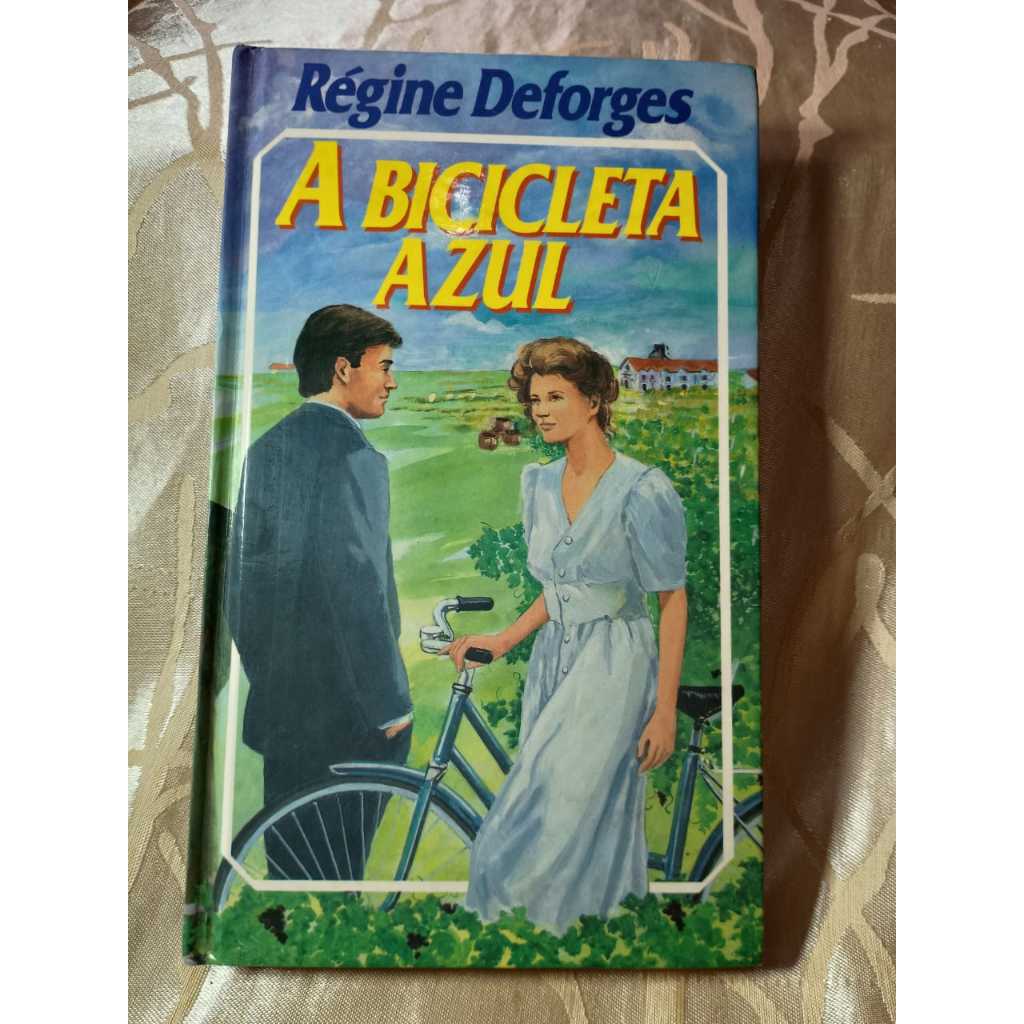 Régine Deforges
A BICICLETA
AZUL